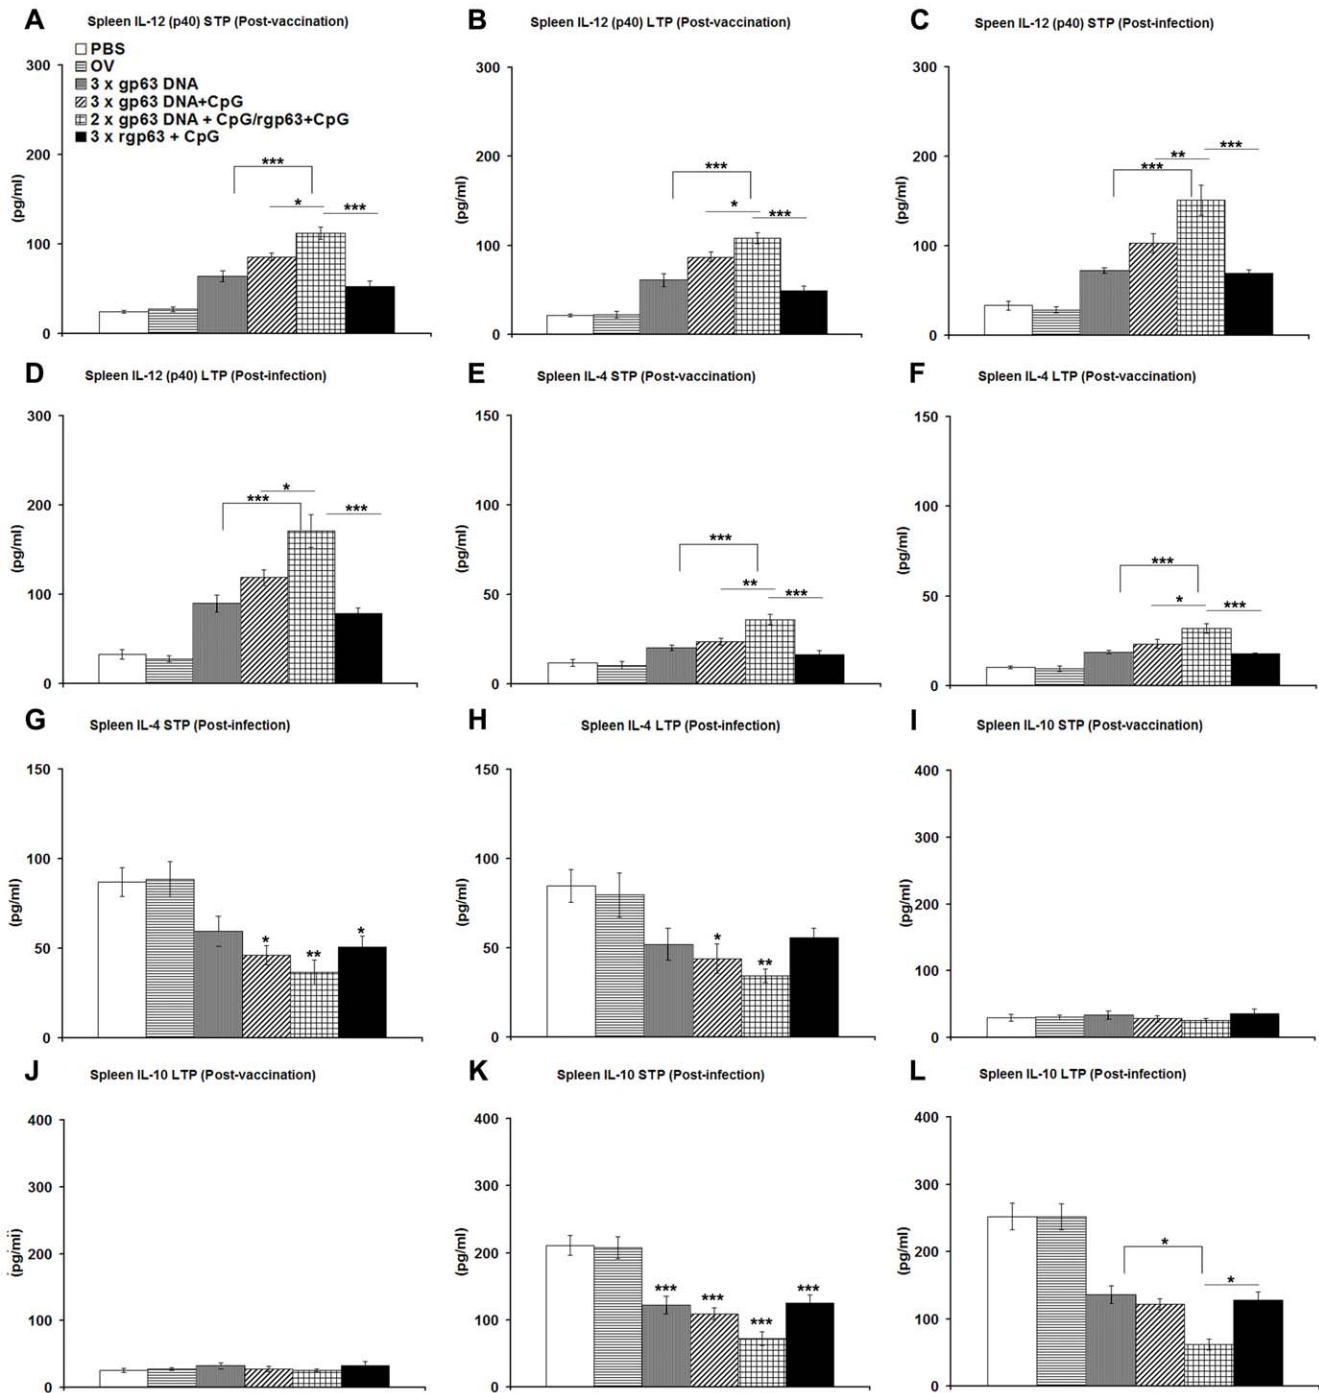 A Spleen IL-12 (p40) STP (Post-vaccination)
PBS
OV
3 x gp63 DNA
3 x gp63 DNA+CpG
2 x gp63 DNA + CpG/rgp63+CpG
3 x rgp63 + CpG
300
200
100
0
(pg/ml)
***
*
***
B Spleen IL-12 (p40) LTP (Post-vaccination)
300
200
100
0
(pg/ml)
***
*
***
C Spleen IL-12 (p40) STP (Post-infection)
300
200
100
0
(pg/ml)
***
**
***
D Spleen IL-12 (p40) LTP (Post-infection)
300
200
100
0
(pg/ml)
***
*
***
E Spleen IL-4 STP (Post-vaccination)
150
100
50
0
(pg/ml)
***
**
***
F Spleen IL-4 LTP (Post-vaccination)
150
100
50
0
(pg/ml)
***
*
***
G Spleen IL-4 STP (Post-infection)
150
100
50
0
(pg/ml)
*
**
*
H Spleen IL-4 LTP (Post-infection)
150
100
50
0
(pg/ml)
*
**
I Spleen IL-10 STP (Post-vaccination)
400
300
200
100
0
(pg/ml)
J Spleen IL-10 LTP (Post-vaccination)
400
300
200
100
0
(pg/ml)
K Spleen IL-10 STP (Post-infection)
400
300
200
100
0
(pg/ml)
***
***
***
***
L Spleen IL-10 LTP (Post-infection)
400
300
200
100
0
(pg/ml)
*
*